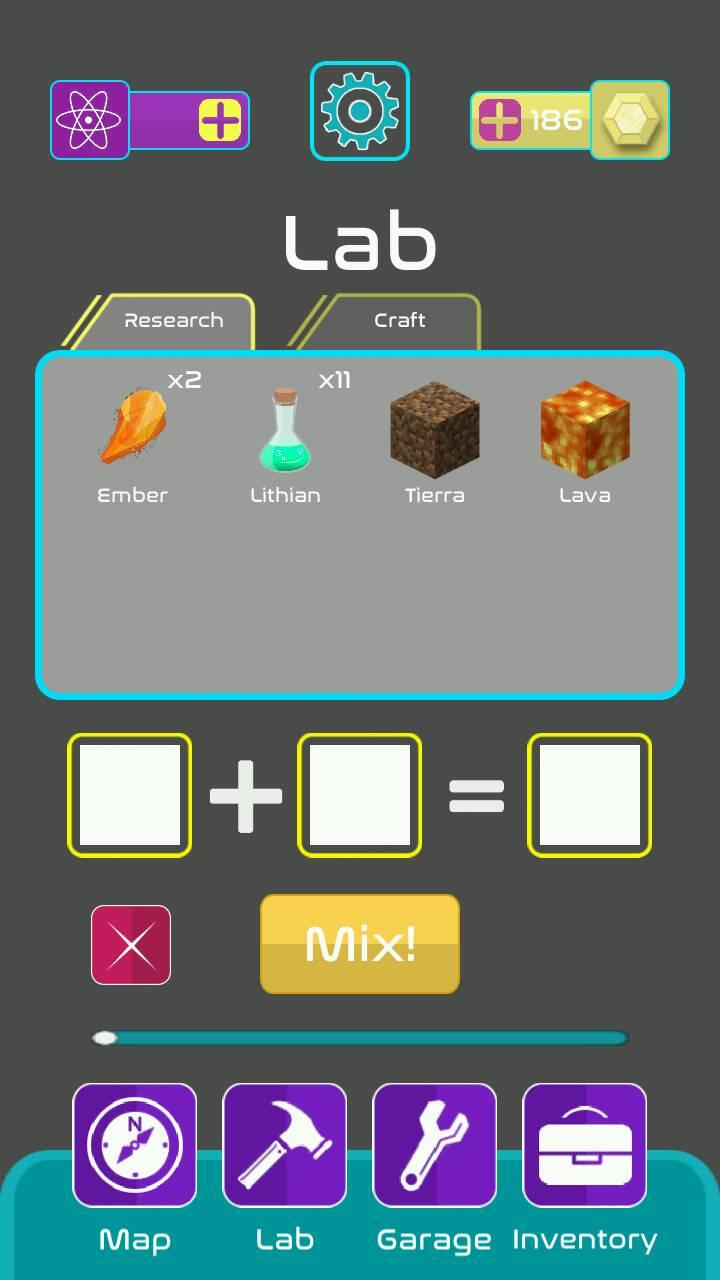 186
Lab
Research
Craft
x2
x11
Ember
Lithian
Tierra
Lava
+
=
Mix!
N
Map
Lab
Garage
Inventory